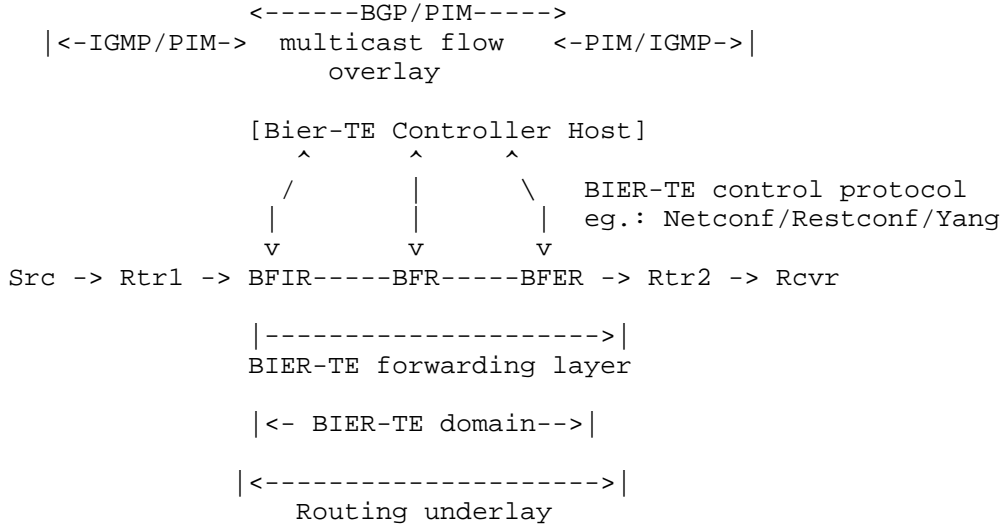 <------BGP/PIM----->
|<-IGMP/PIM-> multicast flow <-PIM/IGMP->|
overlay
[Bier-TE Controller Host]
^ ^ ^
/ | \ BIER-TE control protocol
| | | eg.: Netconf/Restconf/Yang
v v v
Src -> Rtr1 -> BFIR-----BFR-----BFER -> Rtr2 -> Rcvr
|--------------------->|
BIER-TE forwarding layer
|<- BIER-TE domain-->|
|<--------------------->|
Routing underlay